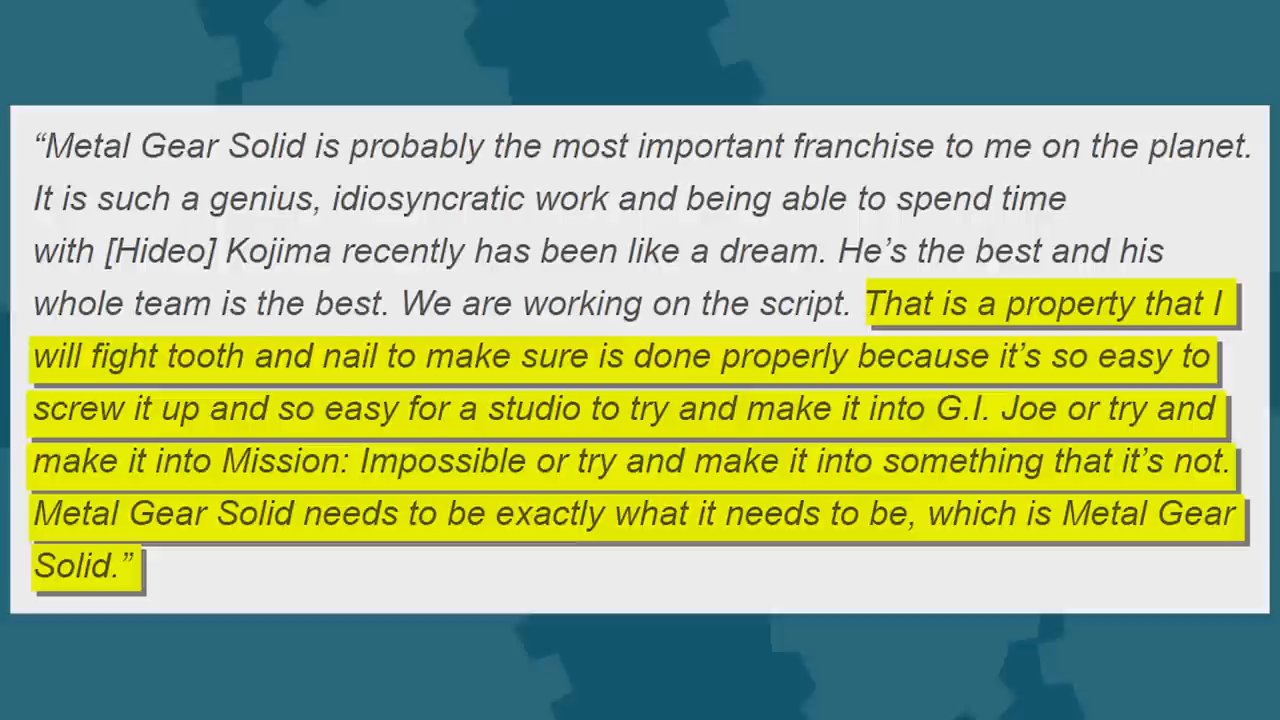 “Metal Gear Solid is probably the most important franchise to me on the planet.
It is such a genius, idiosyncratic work and being able to spend time
with [Hideo] Kojima recently has been like a dream. He’s the best and his
whole team is the best. We are working on the script. That is a property that I
will fight tooth and nail to make sure is done properly because it’s so easy to
screw it up and so easy for a studio to try and make it into G.I. Joe or try and
make it into Mission: Impossible or try and make it into something that it’s not.
Metal Gear Solid needs to be exactly what it needs to be, which is Metal Gear
Solid.”